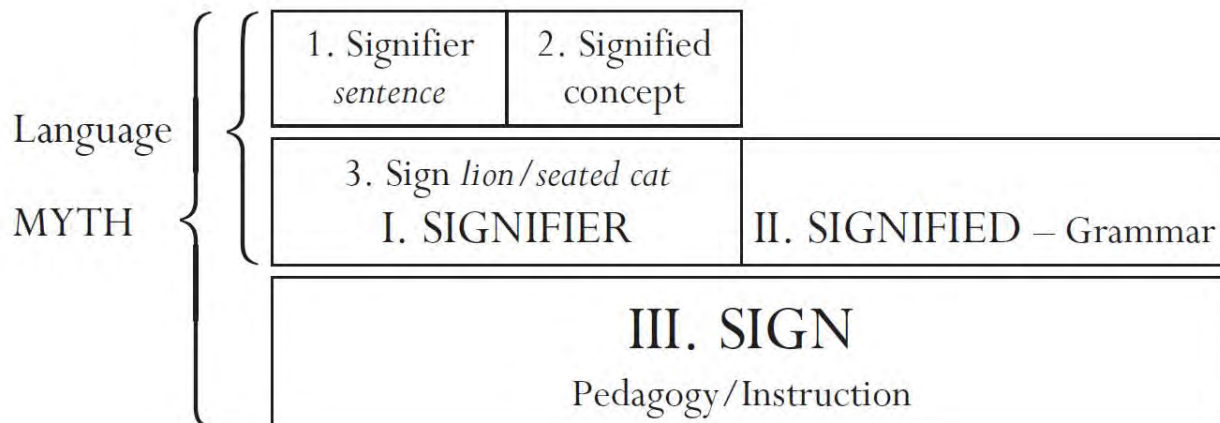 1. Signifier
sentence
2. Signified
concept
Language
3. Sign lion/seated cat
MYTH
I. SIGNIFIER
II. SIGNIFIED – Grammar
III. SIGN
Pedagogy/Instruction